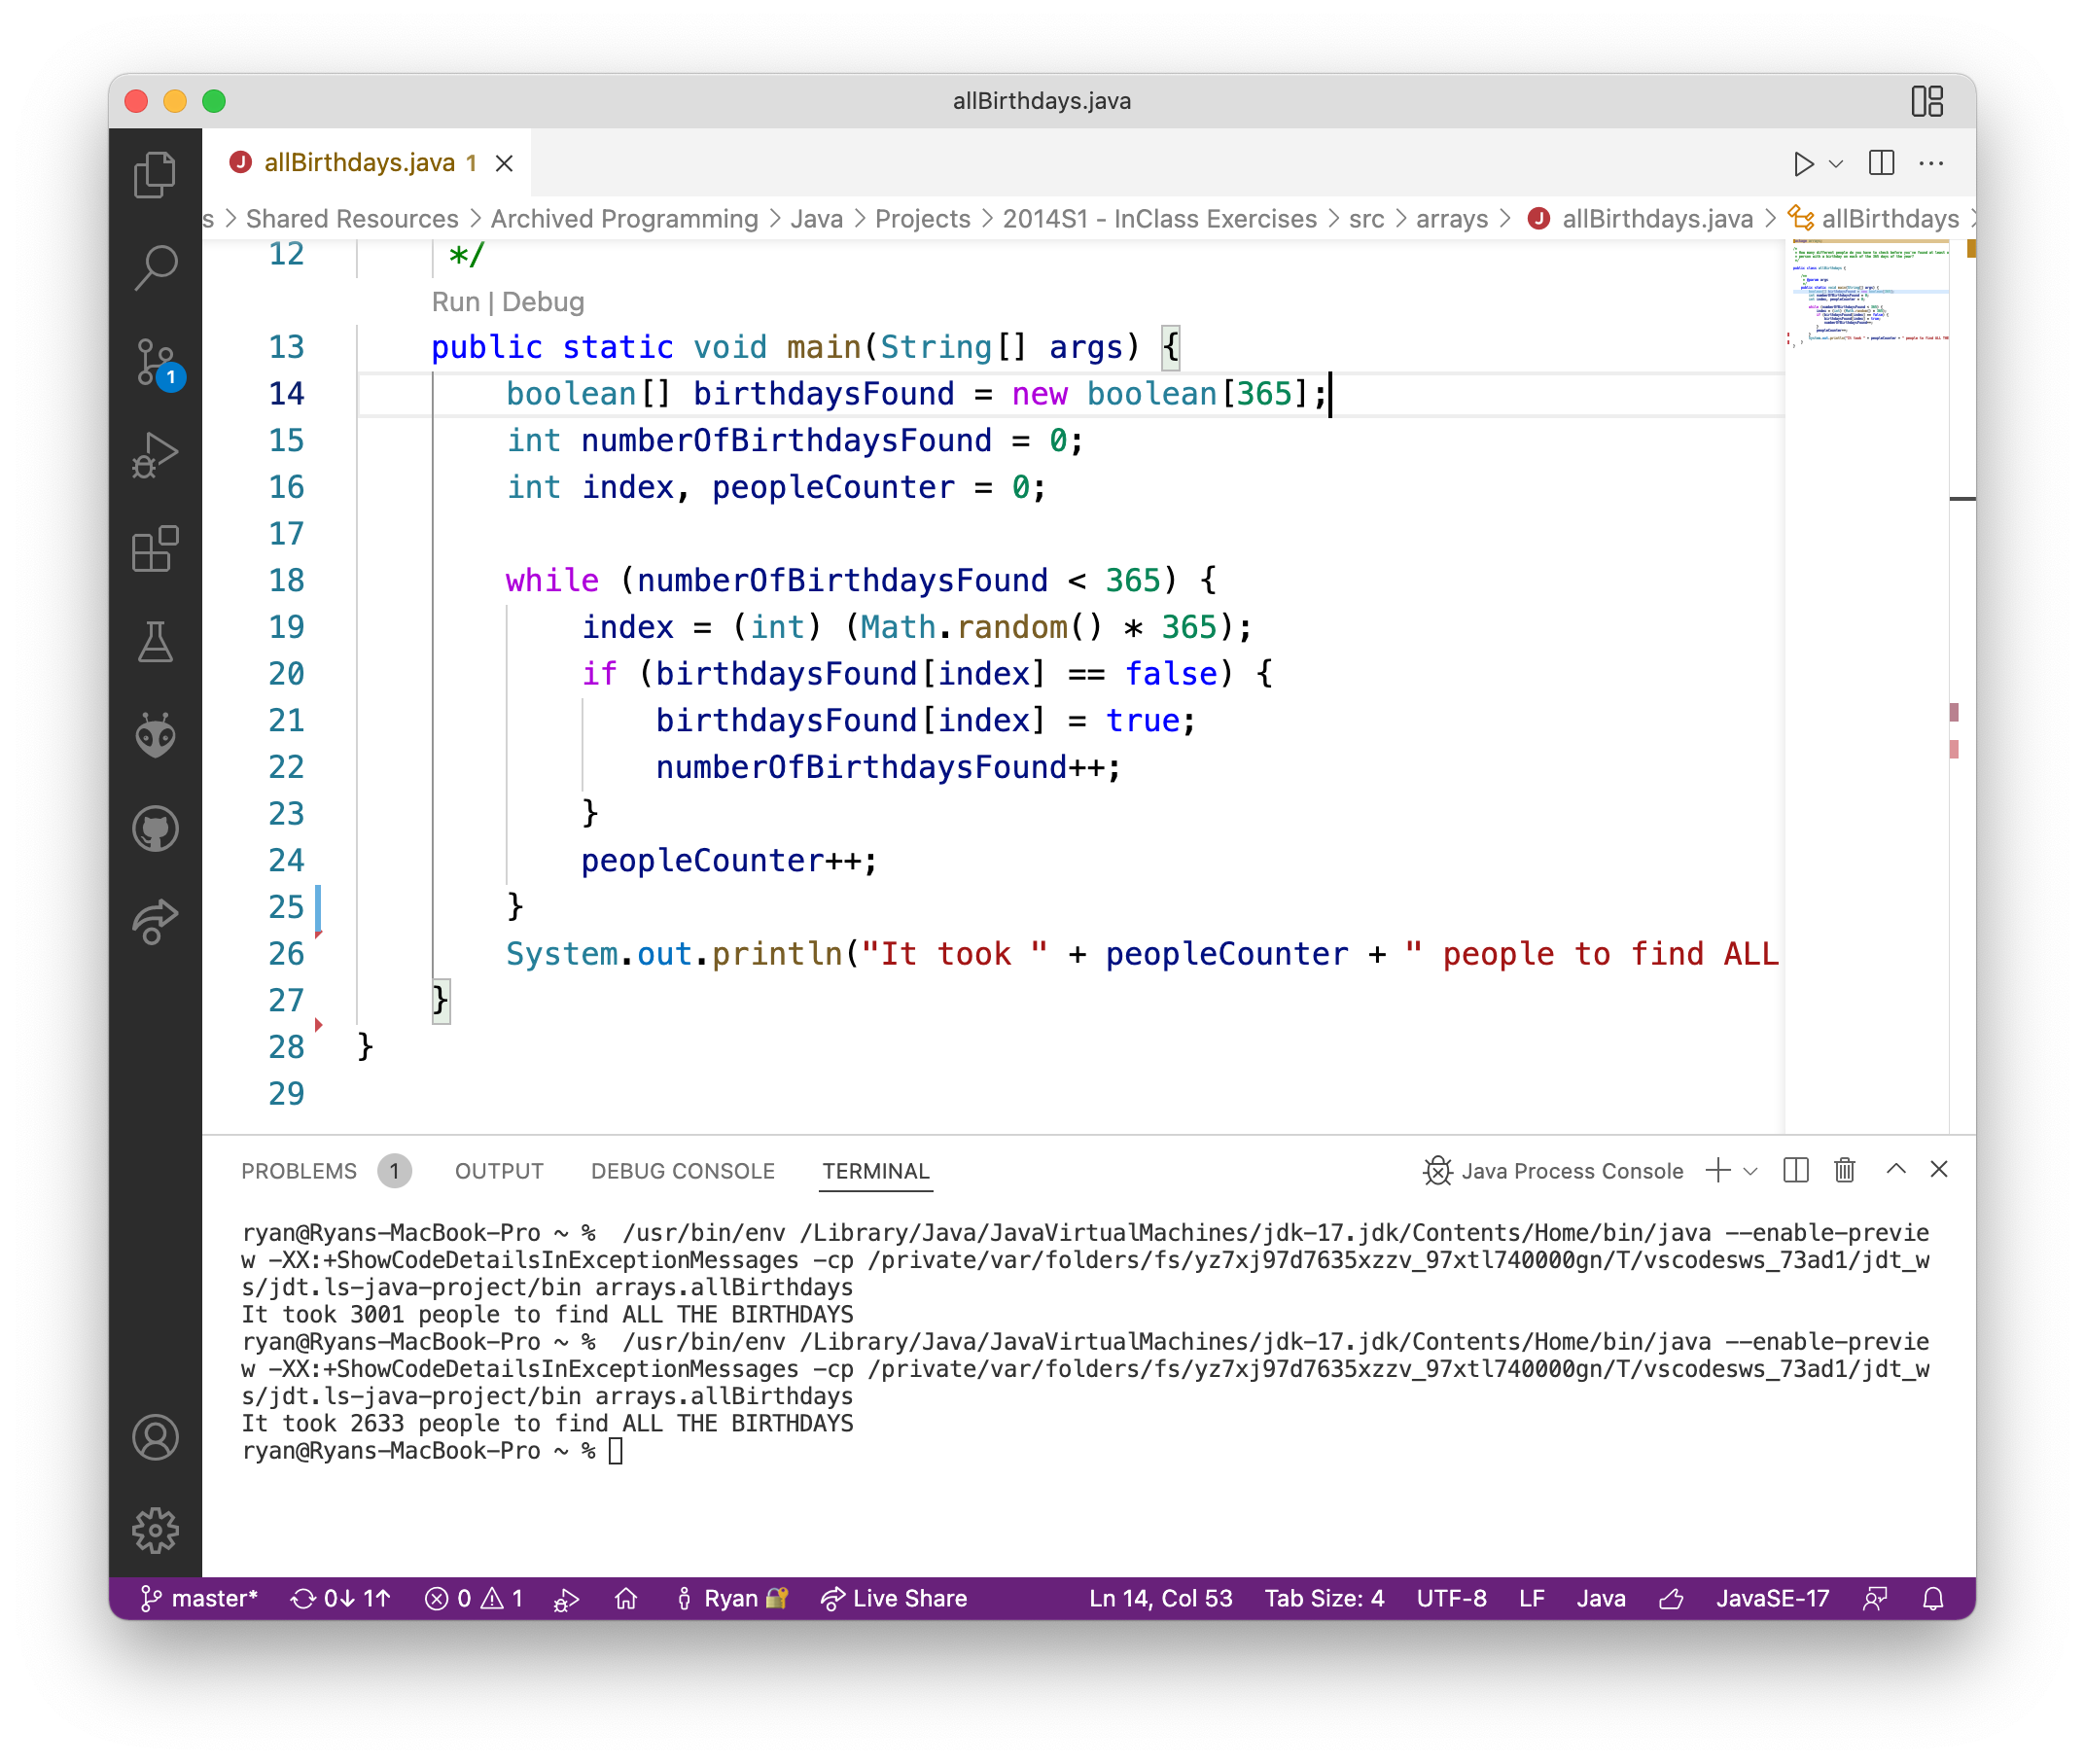 allBirthdays.java
allBirthdays.java 1
s > Shared Resources > Archived Programming > Java > Projects > 2014S1 - InClass Exercises > src > arrays > allBirthdays.java > allBirthdays >
12 */
Run | Debug
13 public static void main(String[] args) {
14 boolean[] birthdaysFound = new boolean[365];
15 int numberOfBirthdaysFound = 0;
16 int index, peopleCounter = 0;
17
18 while (numberOfBirthdaysFound < 365) {
19 index = (int) (Math.random() * 365);
20 if (birthdaysFound[index] == false) {
21 birthdaysFound[index] = true;
22 numberOfBirthdaysFound++;
23 }
24 peopleCounter++;
25 }
26 System.out.println("It took " + peopleCounter + " people to find ALL
27 }
28 }
29
1
PROBLEMS 1 OUTPUT DEBUG CONSOLE TERMINAL Java Process Console
ryan@Ryans-MacBook-Pro ~ %  /usr/bin/env /Library/Java/JavaVirtualMachines/jdk-17.jdk/Contents/Home/bin/java --enable-previe
w -XX:+ShowCodeDetailsInExceptionMessages -cp /private/var/folders/fs/yz7xj97d7635xzzv_97xtl740000gn/T/vscodesws_73ad1/jdt_w
s/jdt.ls-java-project/bin arrays.allBirthdays
It took 3001 people to find ALL THE BIRTHDAYS
ryan@Ryans-MacBook-Pro ~ %  /usr/bin/env /Library/Java/JavaVirtualMachines/jdk-17.jdk/Contents/Home/bin/java --enable-previe
w -XX:+ShowCodeDetailsInExceptionMessages -cp /private/var/folders/fs/yz7xj97d7635xzzv_97xtl740000gn/T/vscodesws_73ad1/jdt_w
s/jdt.ls-java-project/bin arrays.allBirthdays
It took 2633 people to find ALL THE BIRTHDAYS
ryan@Ryans-MacBook-Pro ~ %
master* 0↓ 1↑ 0 1 Ryan Live Share Ln 14, Col 53 Tab Size: 4 UTF-8 LF Java JavaSE-17